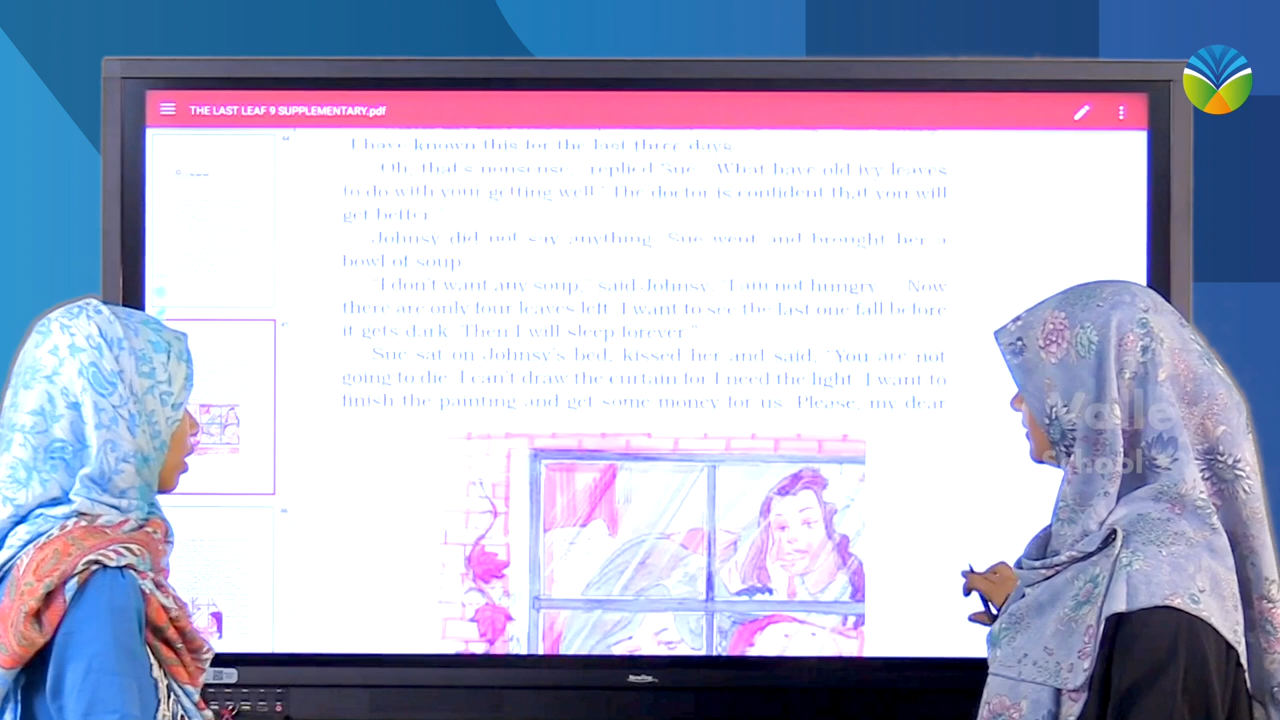 THE LAST LEAF 9 SUPPLEMENTARY.pdf
I have known this for the last three days
Oh, that's nonsense, replied Sue. What have old ivy leaves
to do with your getting well? The doctor is confident that you will
get better
Johnsy did not say anything. Sue went and brought her a
bowl of soup
"I don't want any soup," said Johnsy. "I am not hungry... Now
there are only four leaves left. I want to see the last one fall before
it gets dark. Then I will sleep forever."
Sue sat on Johnsy's bed, kissed her and said, "You are not
going to die. I can't draw the curtain for I need the light. I want to
finish the painting and get some money for us. Please, my dear
Valle
School
Newline